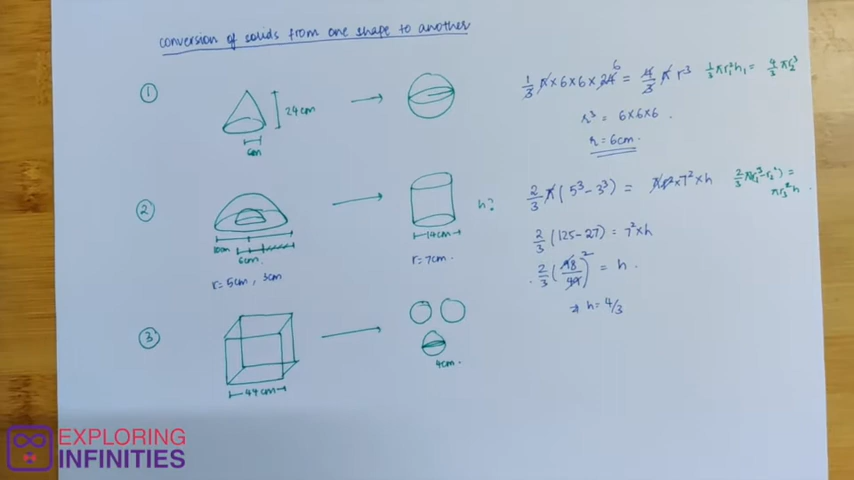 conversion of solids from one shape to another
①
24cm
6cm
1/3 π × 6 × 6 × 24 6 = 4/3 π r³
1/3 πr₁²h₁ = 4/3 πr₂³
r³ = 6×6×6
r = 6cm.
②
10cm
6cm
r = 5cm, 3cm
h?
14cm
r = 7cm.
2/3 π (5³ - 3³) = π × 7² × h
2/3 π(r₁³ - r₂³) =
πr₃²h
2/3 (125-27) = 7² × h
2/3 (98/49)² = h
⇒ h = 4/3
③
44cm
4cm.
EXPLORING
INFINITIES